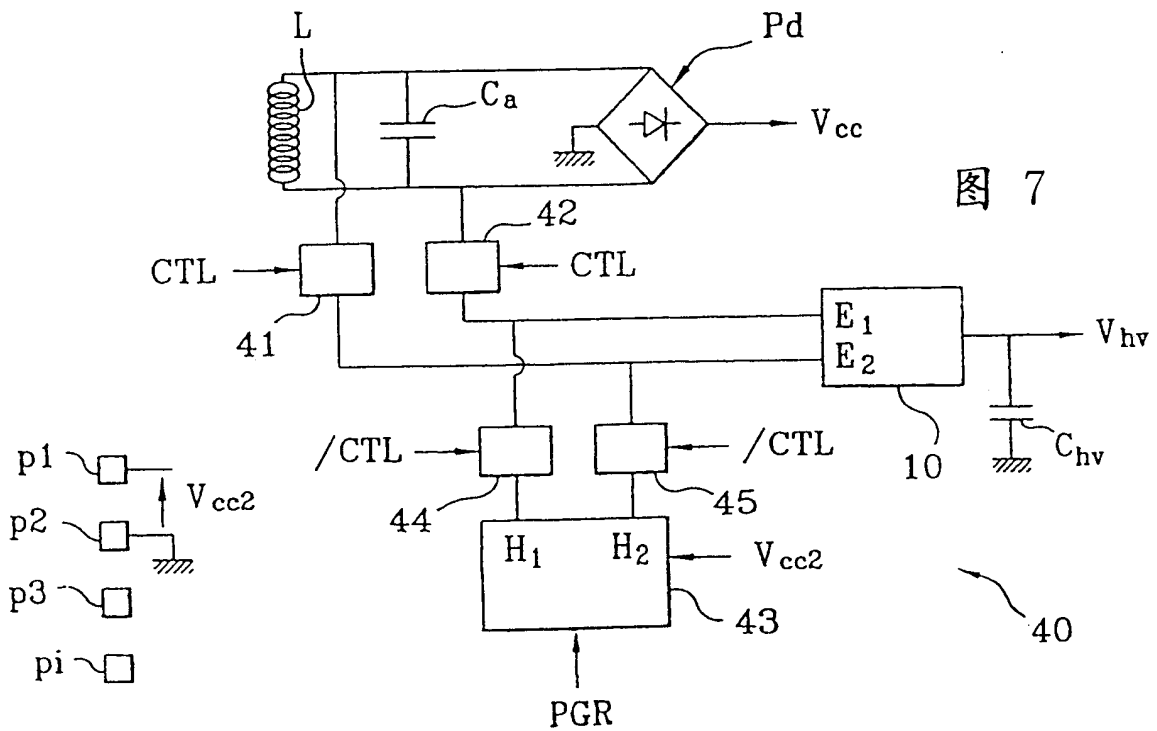 L
Pd
Ca
Vcc
图 7
42
CTL
CTL
41
E1
E2
Vhv
Chv
10
/CTL
/CTL
44
45
p1
Vcc2
p2
p3
pi
H1
H2
Vcc2
43
40
PGR